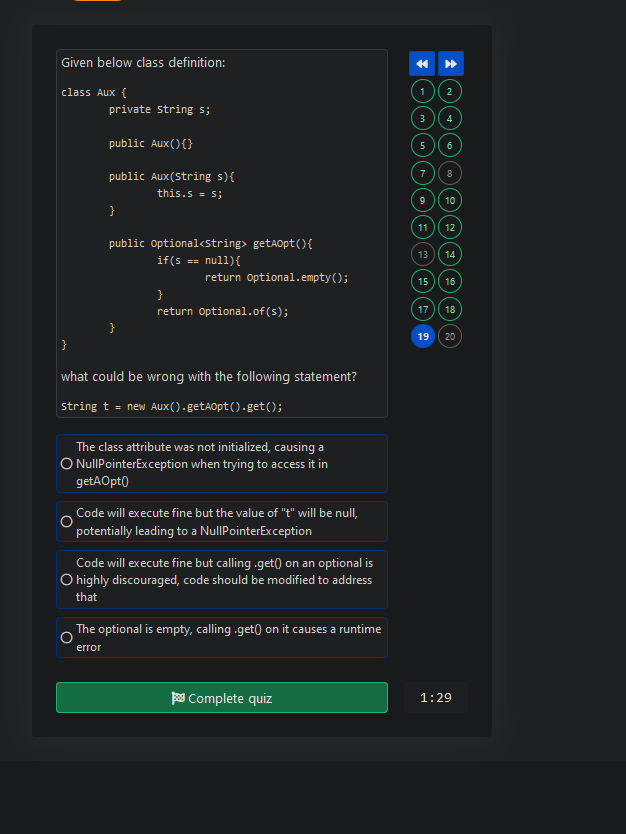 Given below class definition:
class Aux {
private String s;
public Aux(){}
public Aux(String s){
this.s = s;
}
public Optional<String> getAOpt(){
if(s == null){
return Optional.empty();
}
return Optional.of(s);
}
}
what could be wrong with the following statement?
String t = new Aux().getAOpt().get();
The class attribute was not initialized, causing a
NullPointerException when trying to access it in
getAOpt()
Code will execute fine but the value of "t" will be null,
potentially leading to a NullPointerException
Code will execute fine but calling .get() on an optional is
highly discouraged, code should be modified to address
that
The optional is empty, calling .get() on it causes a runtime
error
Complete quiz
1:29
1 2
3 4
5 6
7 8
9 10
11 12
13 14
15 16
17 18
19 20